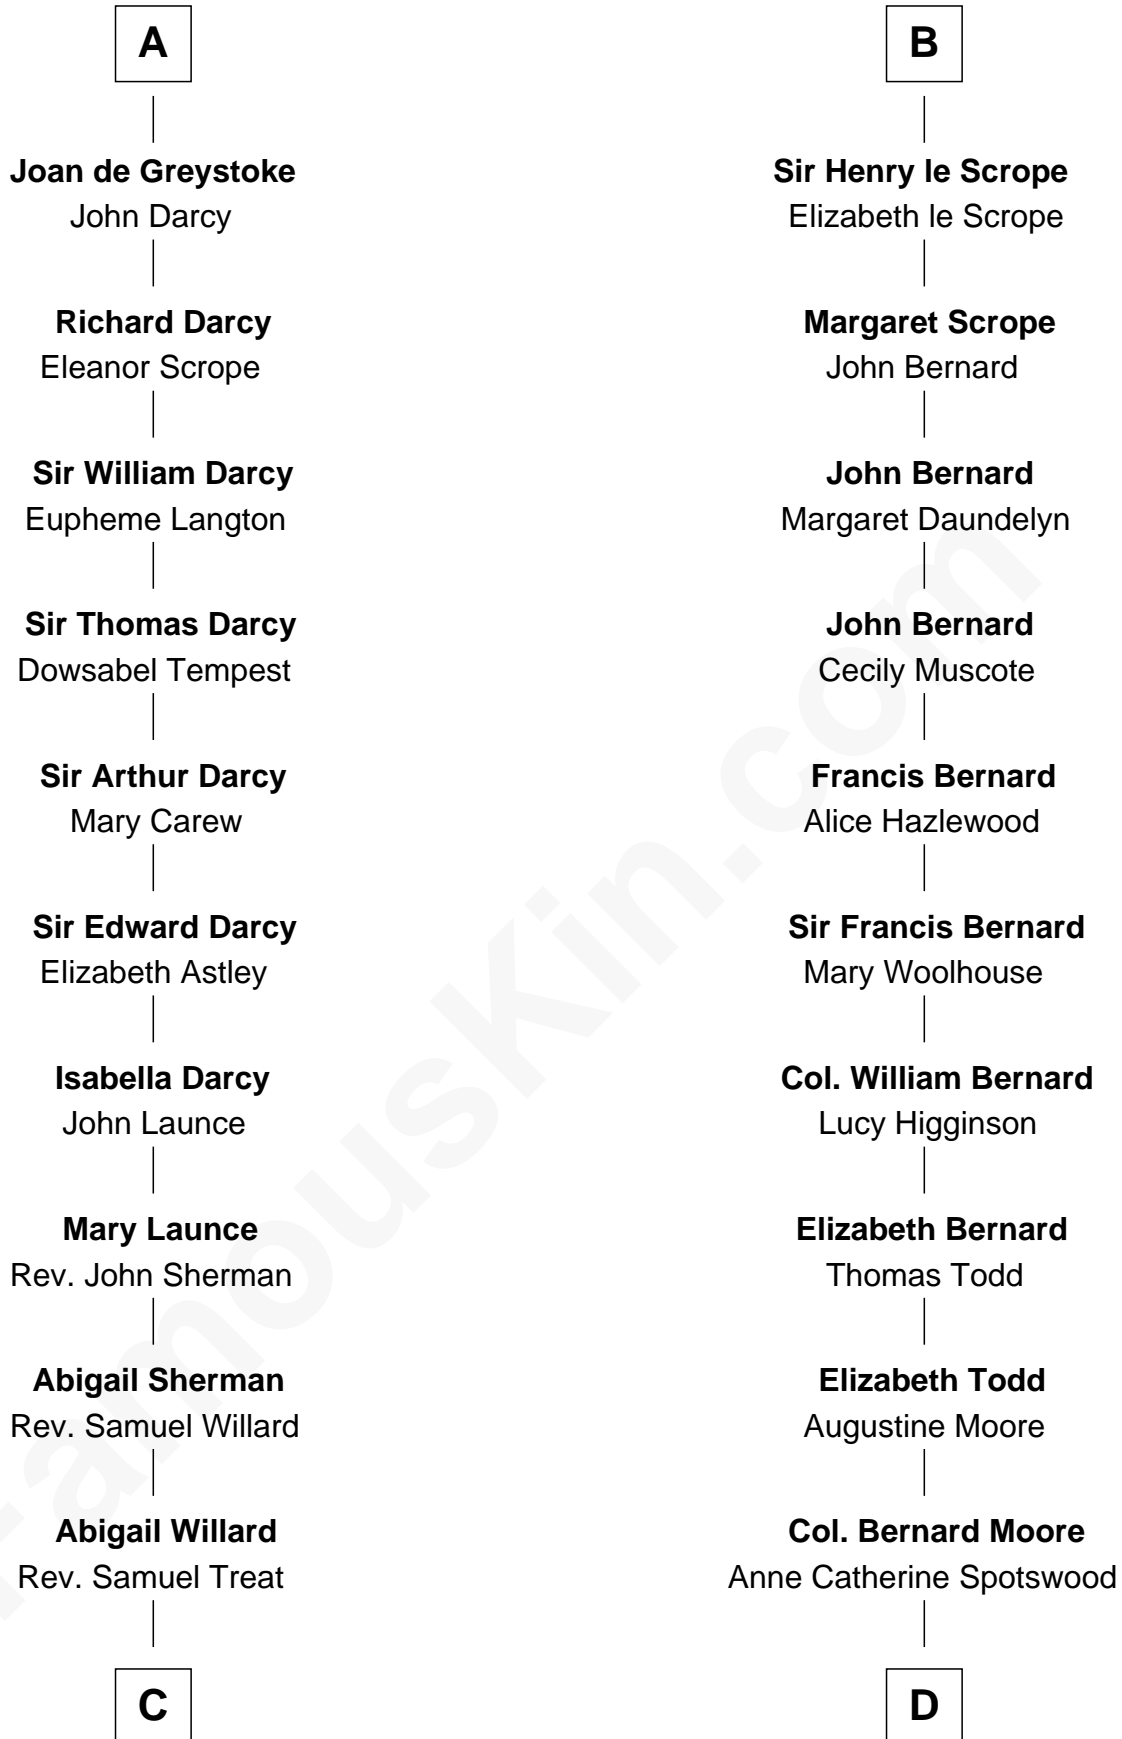 A
Joan de Greystoke
John Darcy
Richard Darcy
Eleanor Scrope
Sir William Darcy
Eupheme Langton
Sir Thomas Darcy
Dowsabel Tempest
Sir Arthur Darcy
Mary Carew
Sir Edward Darcy
Elizabeth Astley
Isabella Darcy
John Launce
Mary Launce
Rev. John Sherman
Abigail Sherman
Rev. Samuel Willard
Abigail Willard
Rev. Samuel Treat
C
B
Sir Henry le Scrope
Elizabeth le Scrope
Margaret Scrope
John Bernard
John Bernard
Margaret Daundelyn
John Bernard
Cecily Muscote
Francis Bernard
Alice Hazlewood
Sir Francis Bernard
Mary Woolhouse
Col. William Bernard
Lucy Higginson
Elizabeth Bernard
Thomas Todd
Elizabeth Todd
Augustine Moore
Col. Bernard Moore
Anne Catherine Spotswood
D
FamousKin.com